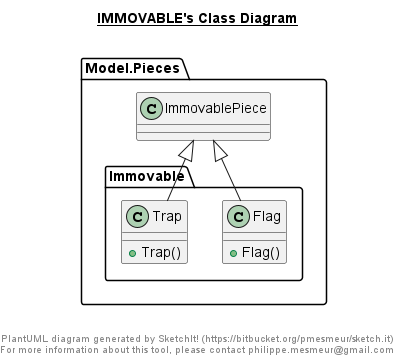 IMMOVABLE's Class Diagram
Model.Pieces
C ImmovablePiece
Immovable
C Trap
C Flag
Trap()
Flag()
PlantUML diagram generated by SketchIt! (https://bitbucket.org/pmesmeur/sketch.it)
For more information about this tool, please contact philippe.mesmeur@gmail.com